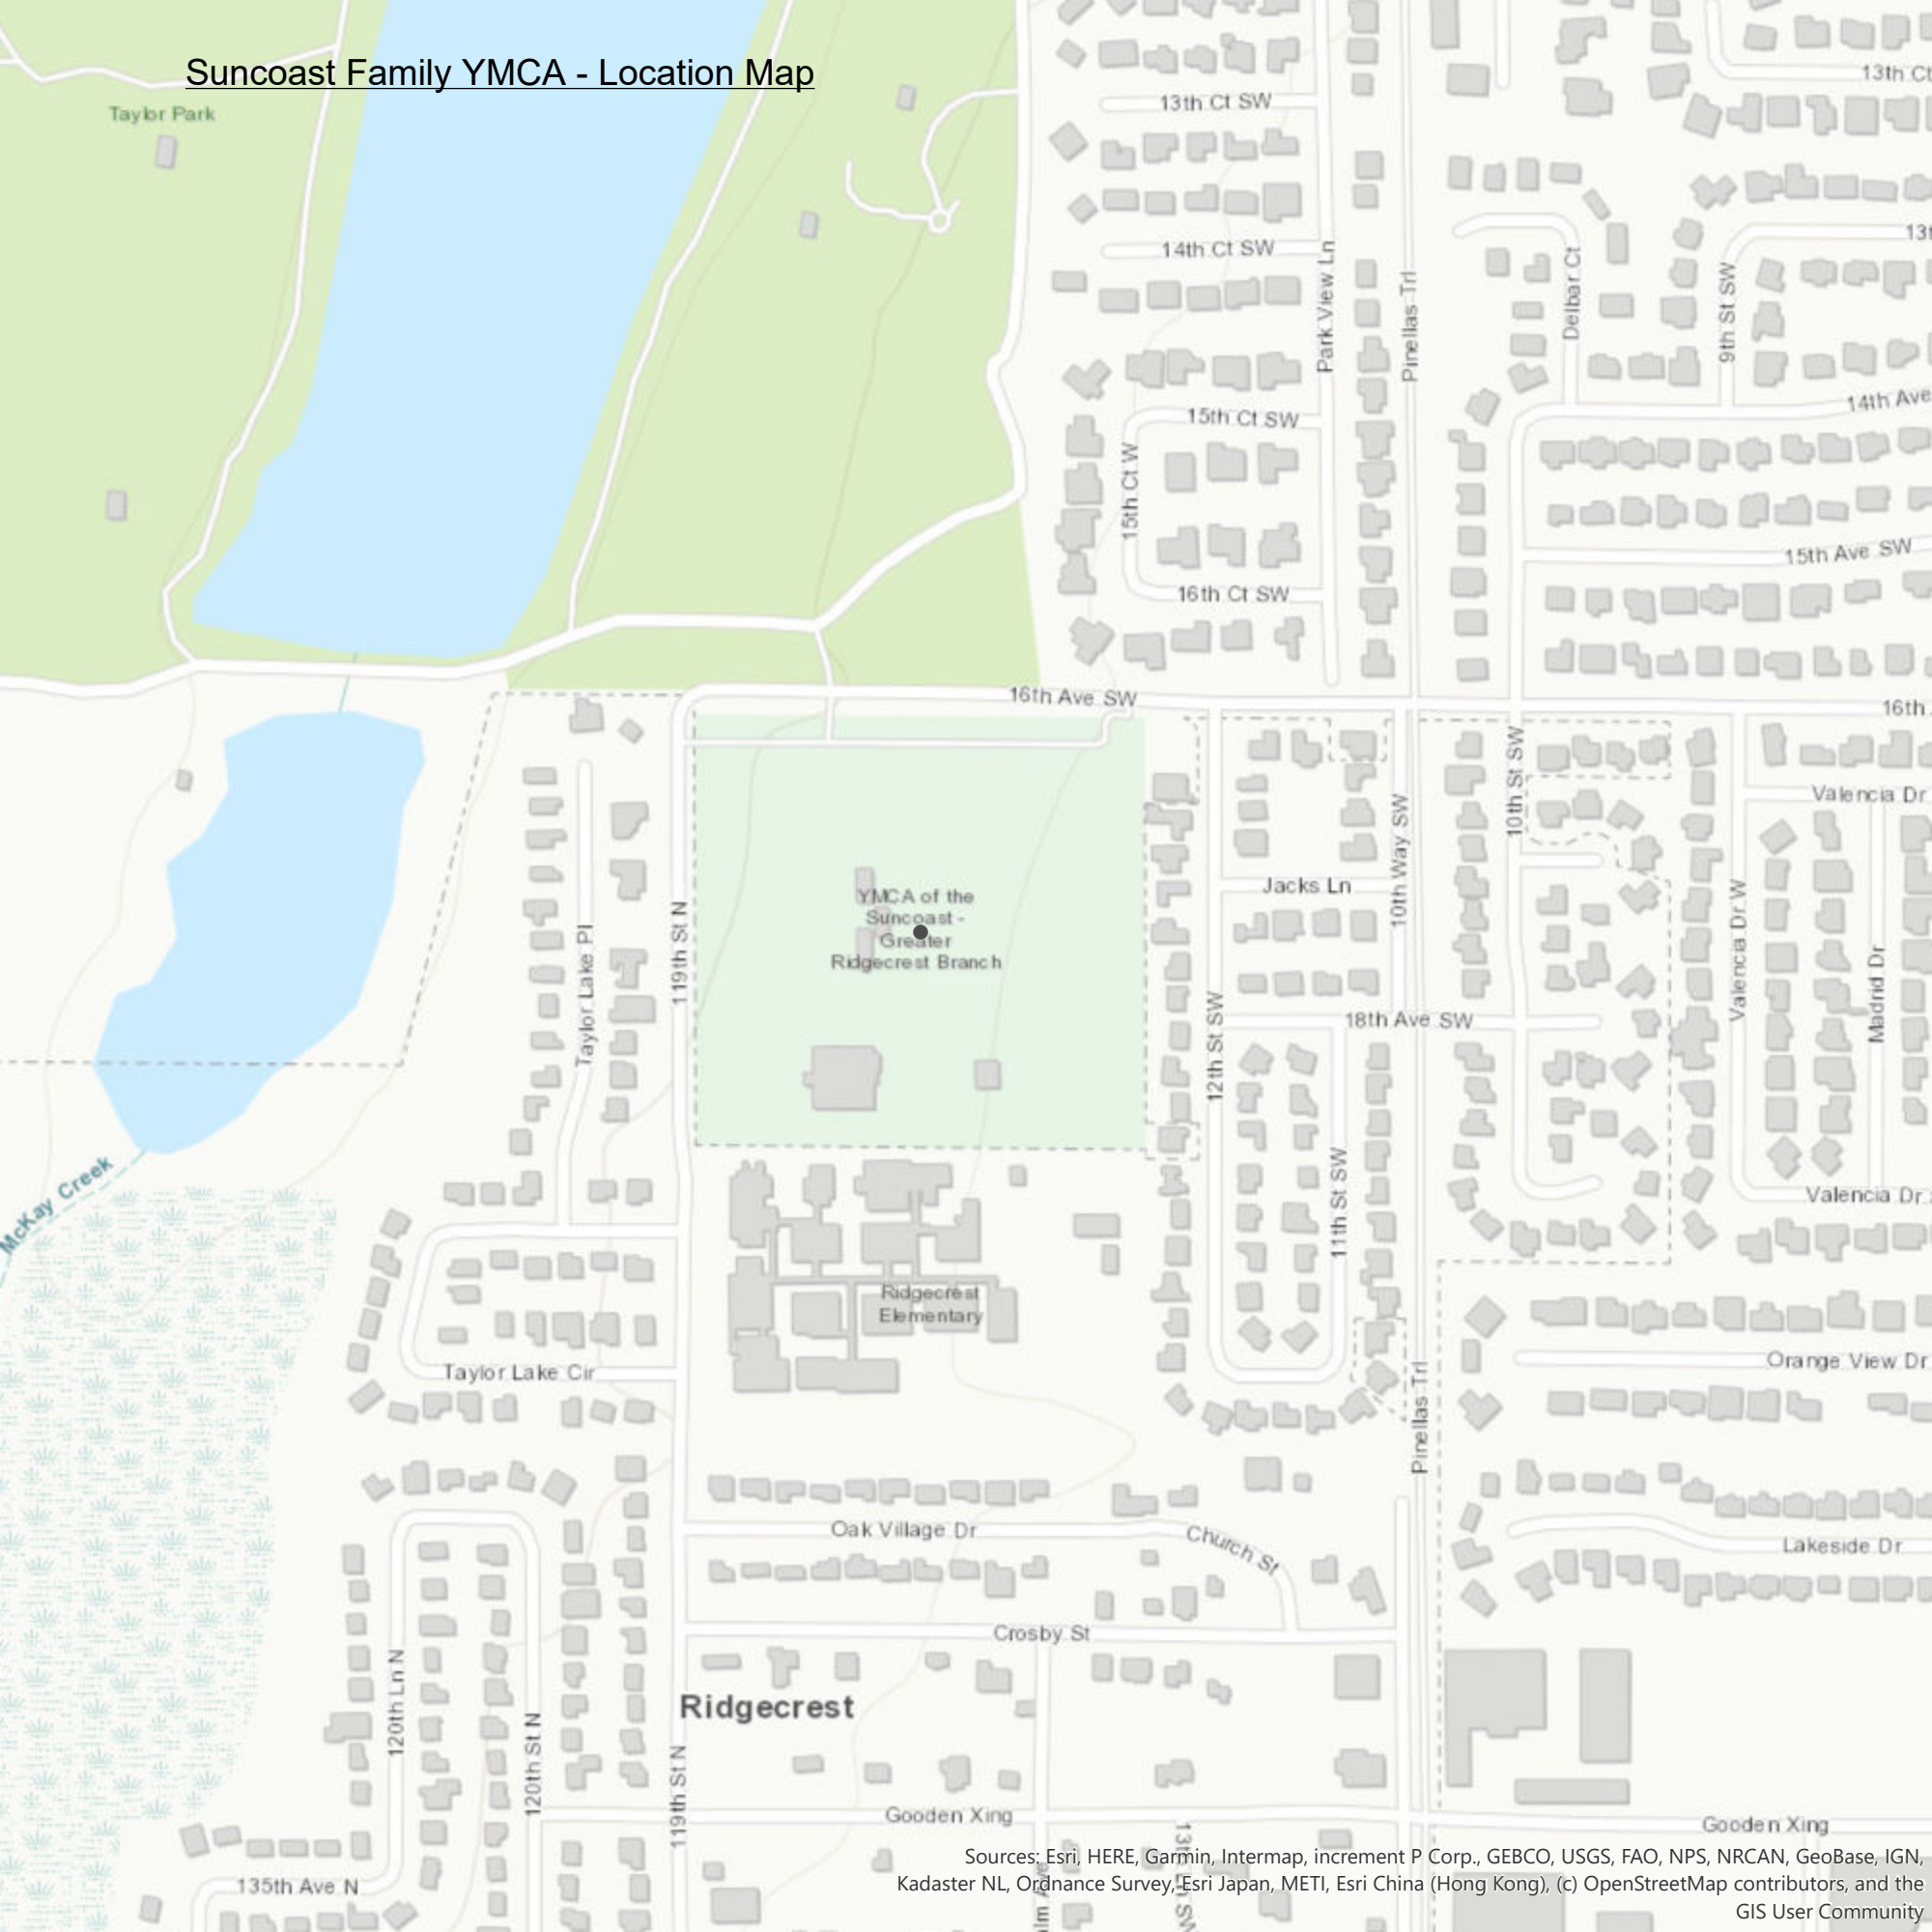 Suncoast Family YMCA - Location Map
Taylor Park
13th Ct
13th Ct SW
14th Ct SW
Park View Ln
Pinellas Trl
Delbar Ct
9th St SW
14th Ave
15th Ct SW
15th Ct W
15th Ave SW
16th Ct SW
16th Ave SW
16th
10th St SW
Valencia Dr
10th Way SW
Jacks Ln
YMCA of the
Suncoast -
Greater
Ridgecrest Branch
119th St N
Taylor Lake Pl
Valencia Dr W
Madrid Dr
12th St SW
18th Ave SW
McKay Creek
11th St SW
Valencia Dr
Ridgecrest
Elementary
Taylor Lake Cir
Orange View Dr
Pinellas Trl
Oak Village Dr
Church St
Lakeside Dr
Crosby St
120th Ln N
Ridgecrest
120th St N
119th St N
Gooden Xing
Gooden Xing
135th Ave N
Sources: Esri, HERE, Garmin, Intermap, increment P Corp., GEBCO, USGS, FAO, NPS, NRCAN, GeoBase, IGN,
Kadaster NL, Ordnance Survey, Esri Japan, METI, Esri China (Hong Kong), (c) OpenStreetMap contributors, and the
GIS User Community